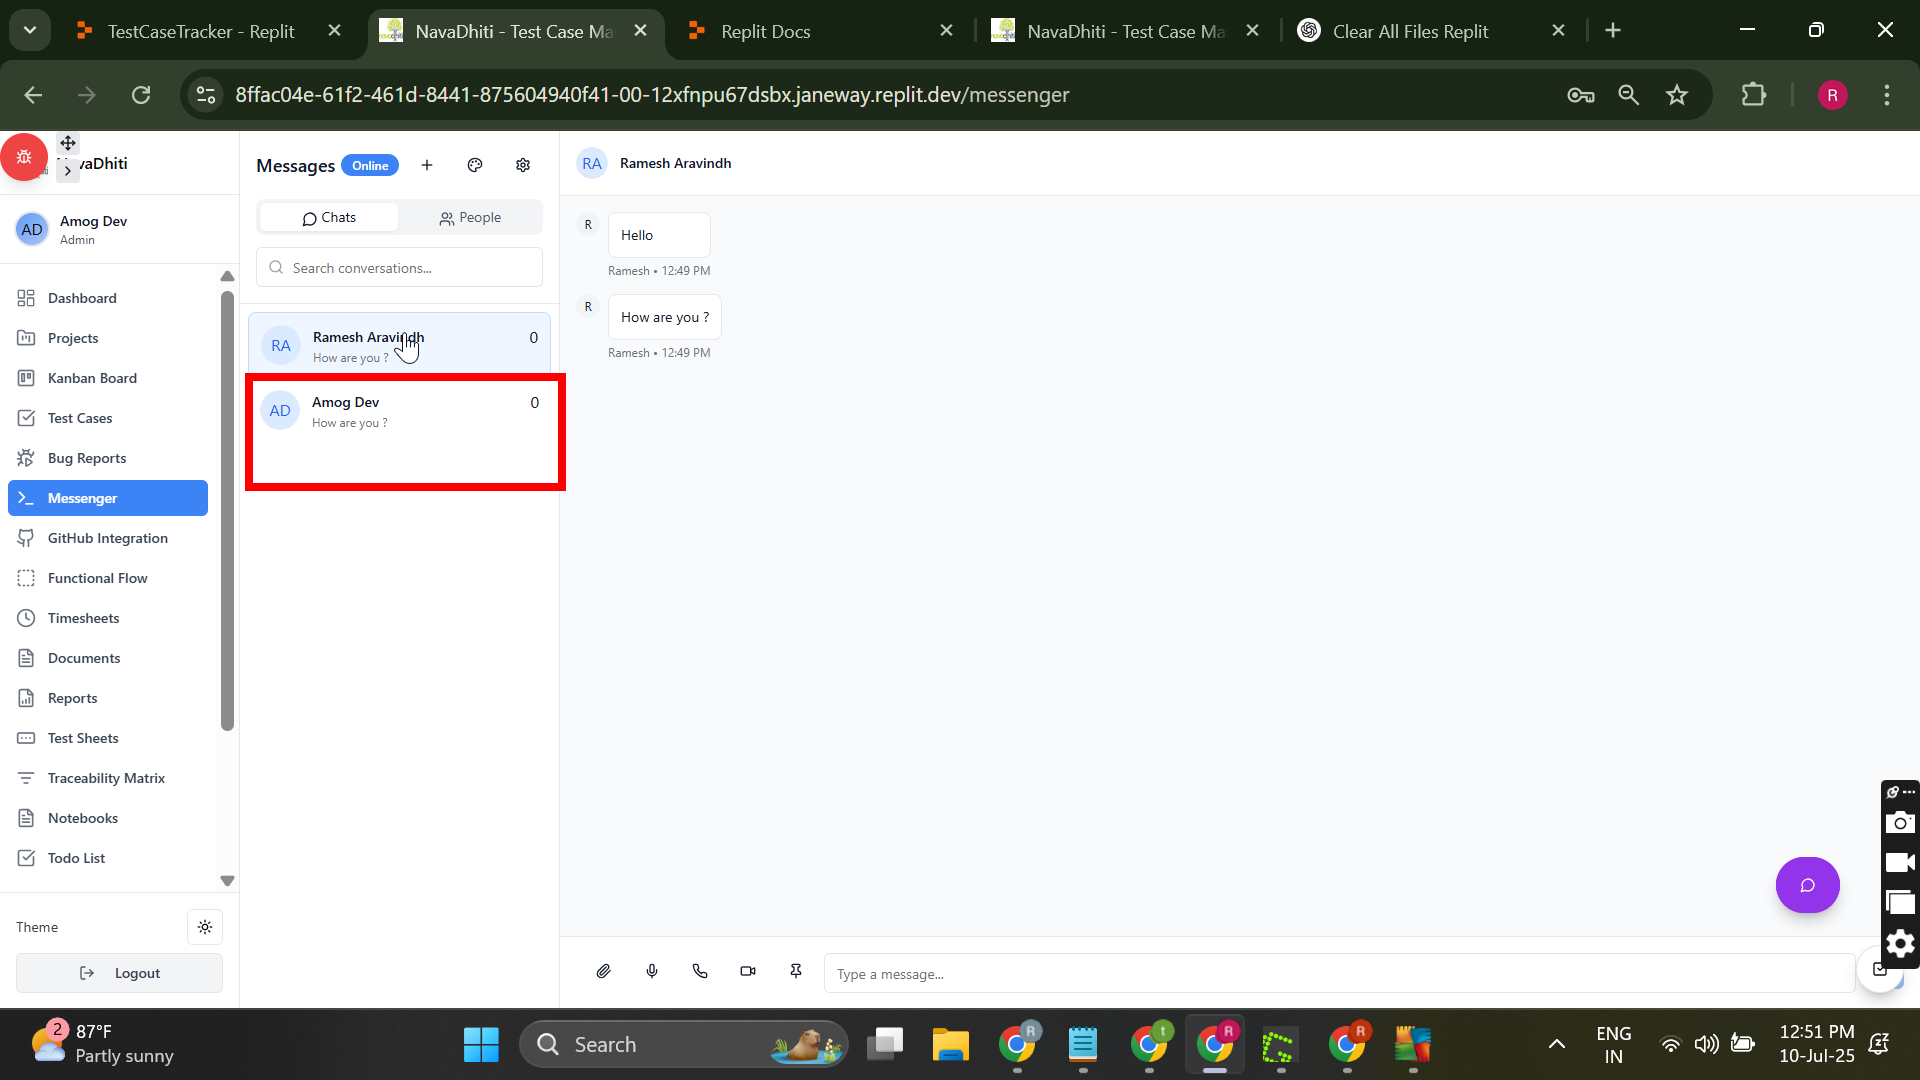 TestCaseTracker - Replit
NavaDhiti - Test Case Ma
Replit Docs
NavaDhiti - Test Case Ma
Clear All Files Replit
8ffac04e-61f2-461d-8441-875604940f41-00-12xfnpu67dsbx.janeway.replit.dev/messenger
R
vaDhiti
AD
Amog Dev
Admin
Dashboard
Projects
Kanban Board
Test Cases
Bug Reports
Messenger
GitHub Integration
Functional Flow
Timesheets
Documents
Reports
Test Sheets
Traceability Matrix
Notebooks
Todo List
Theme
Logout
Messages Online
Chats
People
Search conversations...
RA
Ramesh Aravindh
0
How are you ?
AD
Amog Dev
0
How are you ?
RA
Ramesh Aravindh
R
Hello
Ramesh • 12:49 PM
R
How are you ?
Ramesh • 12:49 PM
Type a message...
2
87°F
Partly sunny
Search
R
t
R
R
ENG
IN
12:51 PM
10-Jul-25